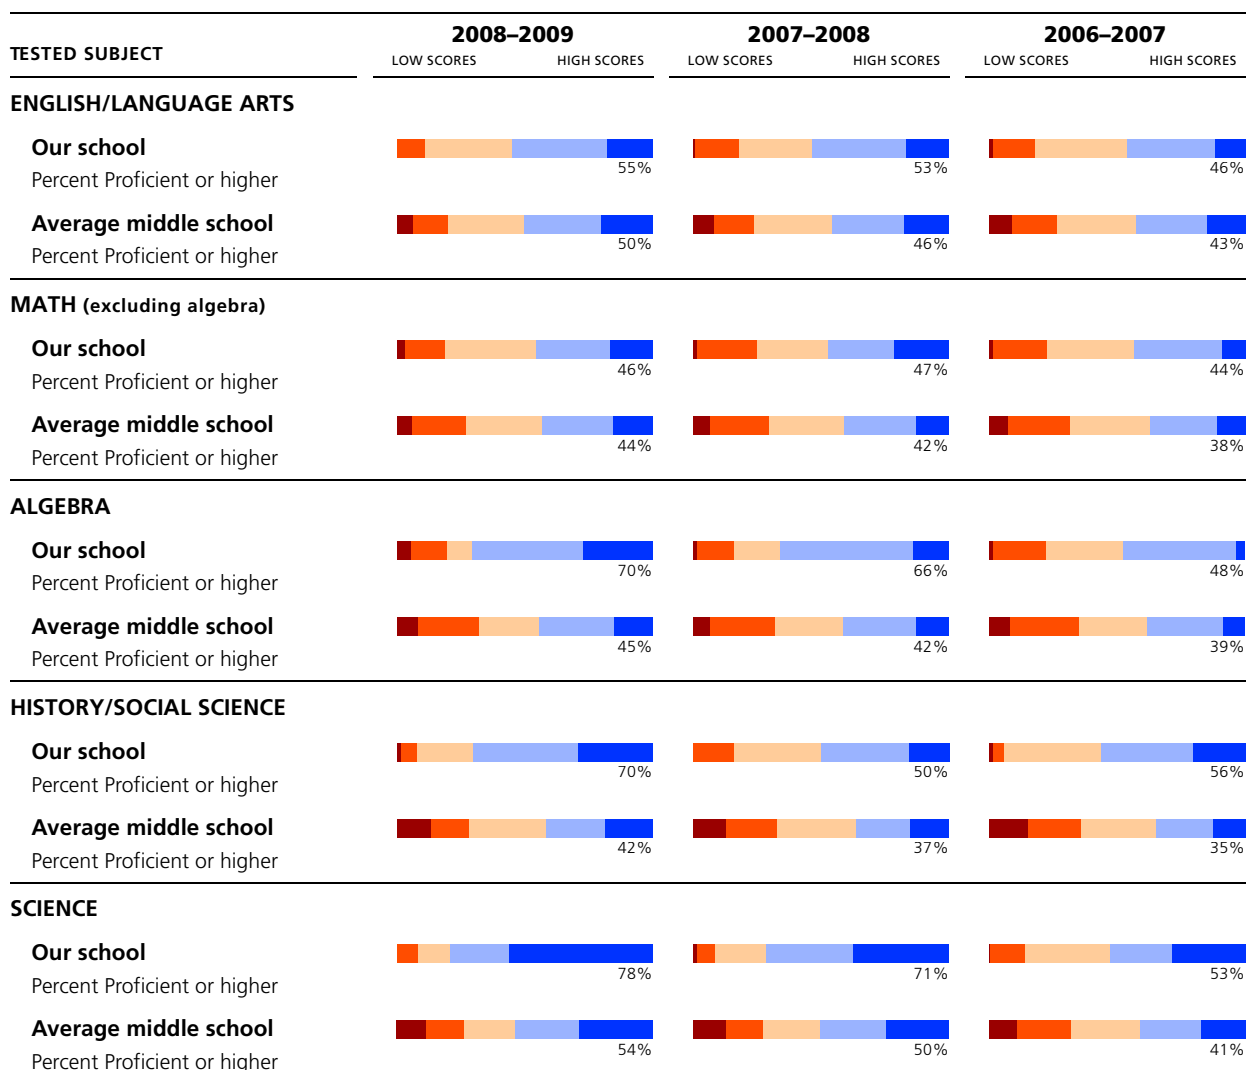 TESTED SUBJECT 2008–2009 2007–2008 2006–2007
LOW SCORES HIGH SCORES LOW SCORES HIGH SCORES LOW SCORES HIGH SCORES
ENGLISH/LANGUAGE ARTS
Our school
Percent Proficient or higher 55% 53% 46%
Average middle school
Percent Proficient or higher 50% 46% 43%
MATH (excluding algebra)
Our school
Percent Proficient or higher 46% 47% 44%
Average middle school
Percent Proficient or higher 44% 42% 38%
ALGEBRA
Our school
Percent Proficient or higher 70% 66% 48%
Average middle school
Percent Proficient or higher 45% 42% 39%
HISTORY/SOCIAL SCIENCE
Our school
Percent Proficient or higher 70% 50% 56%
Average middle school
Percent Proficient or higher 42% 37% 35%
SCIENCE
Our school
Percent Proficient or higher 78% 71% 53%
Average middle school
Percent Proficient or higher 54% 50% 41%